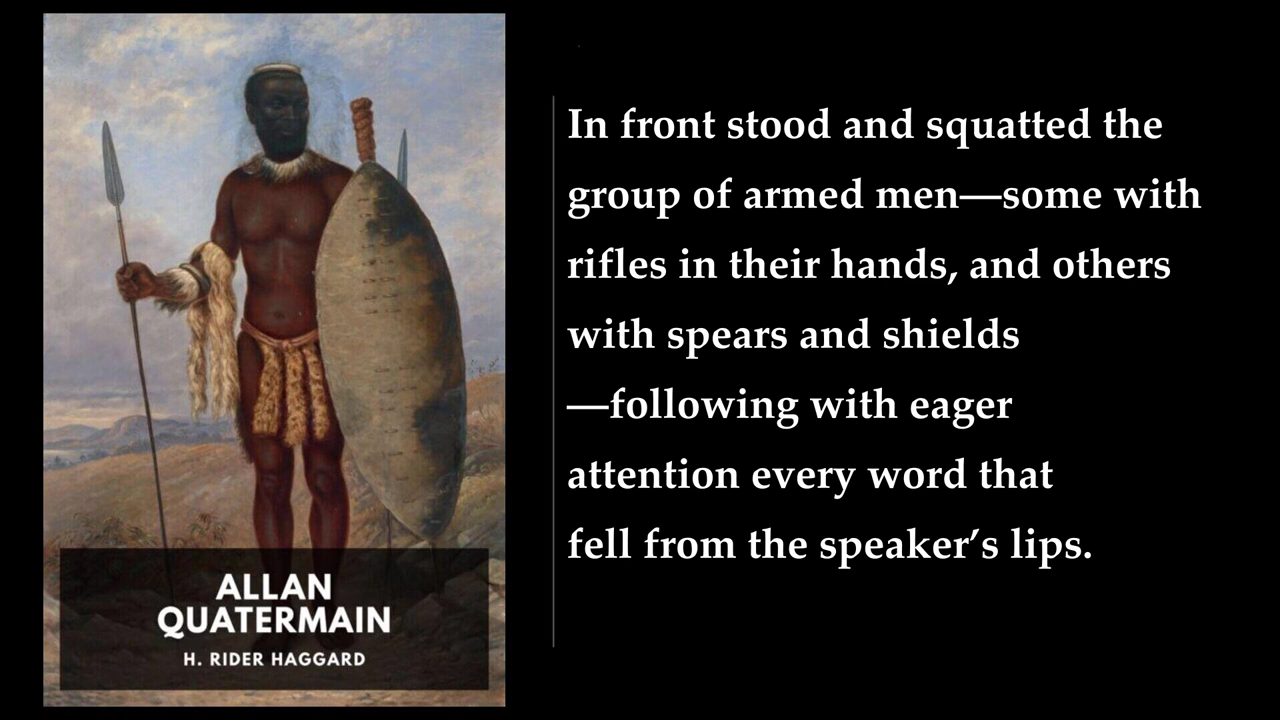 ALLAN
QUATERMAIN
H. RIDER HAGGARD
In front stood and squatted the
group of armed men—some with
rifles in their hands, and others
with spears and shields
—following with eager
attention every word that
fell from the speaker’s lips.